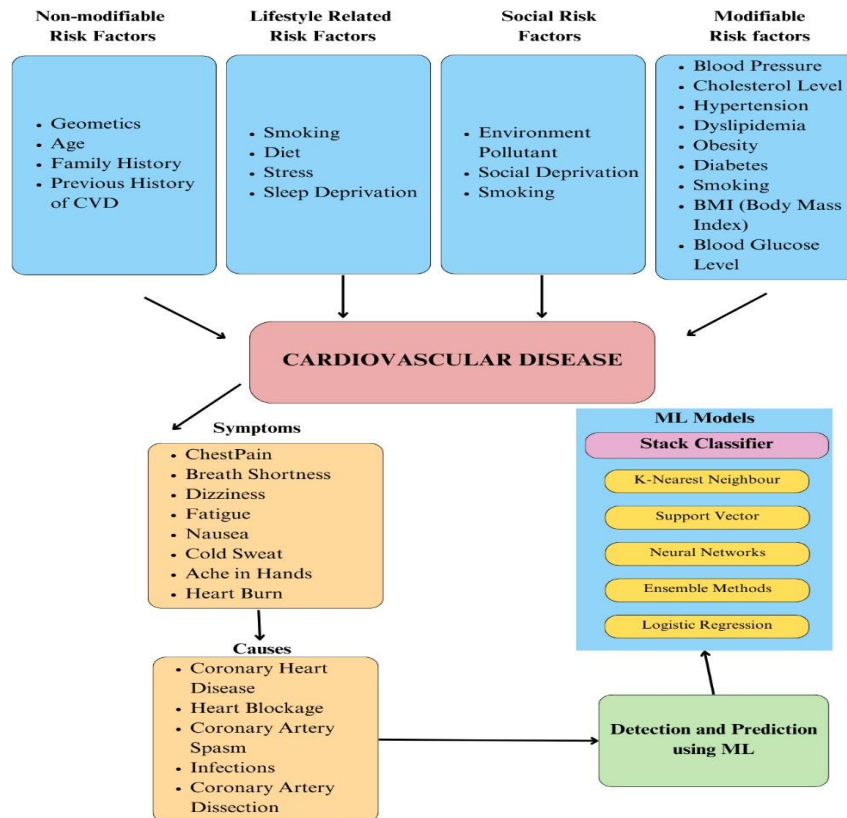 Non-modifiable
Risk Factors
• Geometics
• Age
• Family History
• Previous History
of CVD
Lifestyle Related
Risk Factors
• Smoking
• Diet
• Stress
• Sleep Deprivation
Social Risk
Factors
• Environment
Pollutant
• Social Deprivation
• Smoking
Modifiable
Risk factors
• Blood Pressure
• Cholesterol Level
• Hypertension
• Dyslipidemia
• Obesity
• Diabetes
• Smoking
• BMI (Body Mass
Index)
• Blood Glucose
Level
CARDIOVASCULAR DISEASE
Symptoms
• ChestPain
• Breath Shortness
• Dizziness
• Fatigue
• Nausea
• Cold Sweat
• Ache in Hands
• Heart Burn
Causes
• Coronary Heart
Disease
• Heart Blockage
• Coronary Artery
Spasm
• Infections
• Coronary Artery
Dissection
Detection and Prediction
using ML
ML Models
Stack Classifier
K-Nearest Neighbour
Support Vector
Neural Networks
Ensemble Methods
Logistic Regression